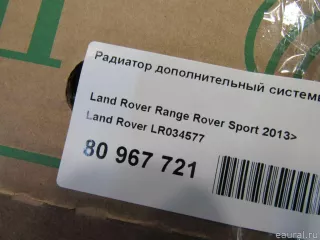 Радиатор дополнительный системы
Land Rover Range Rover Sport 2013>
Land Rover LR034577
80 967 721
eaural.ru